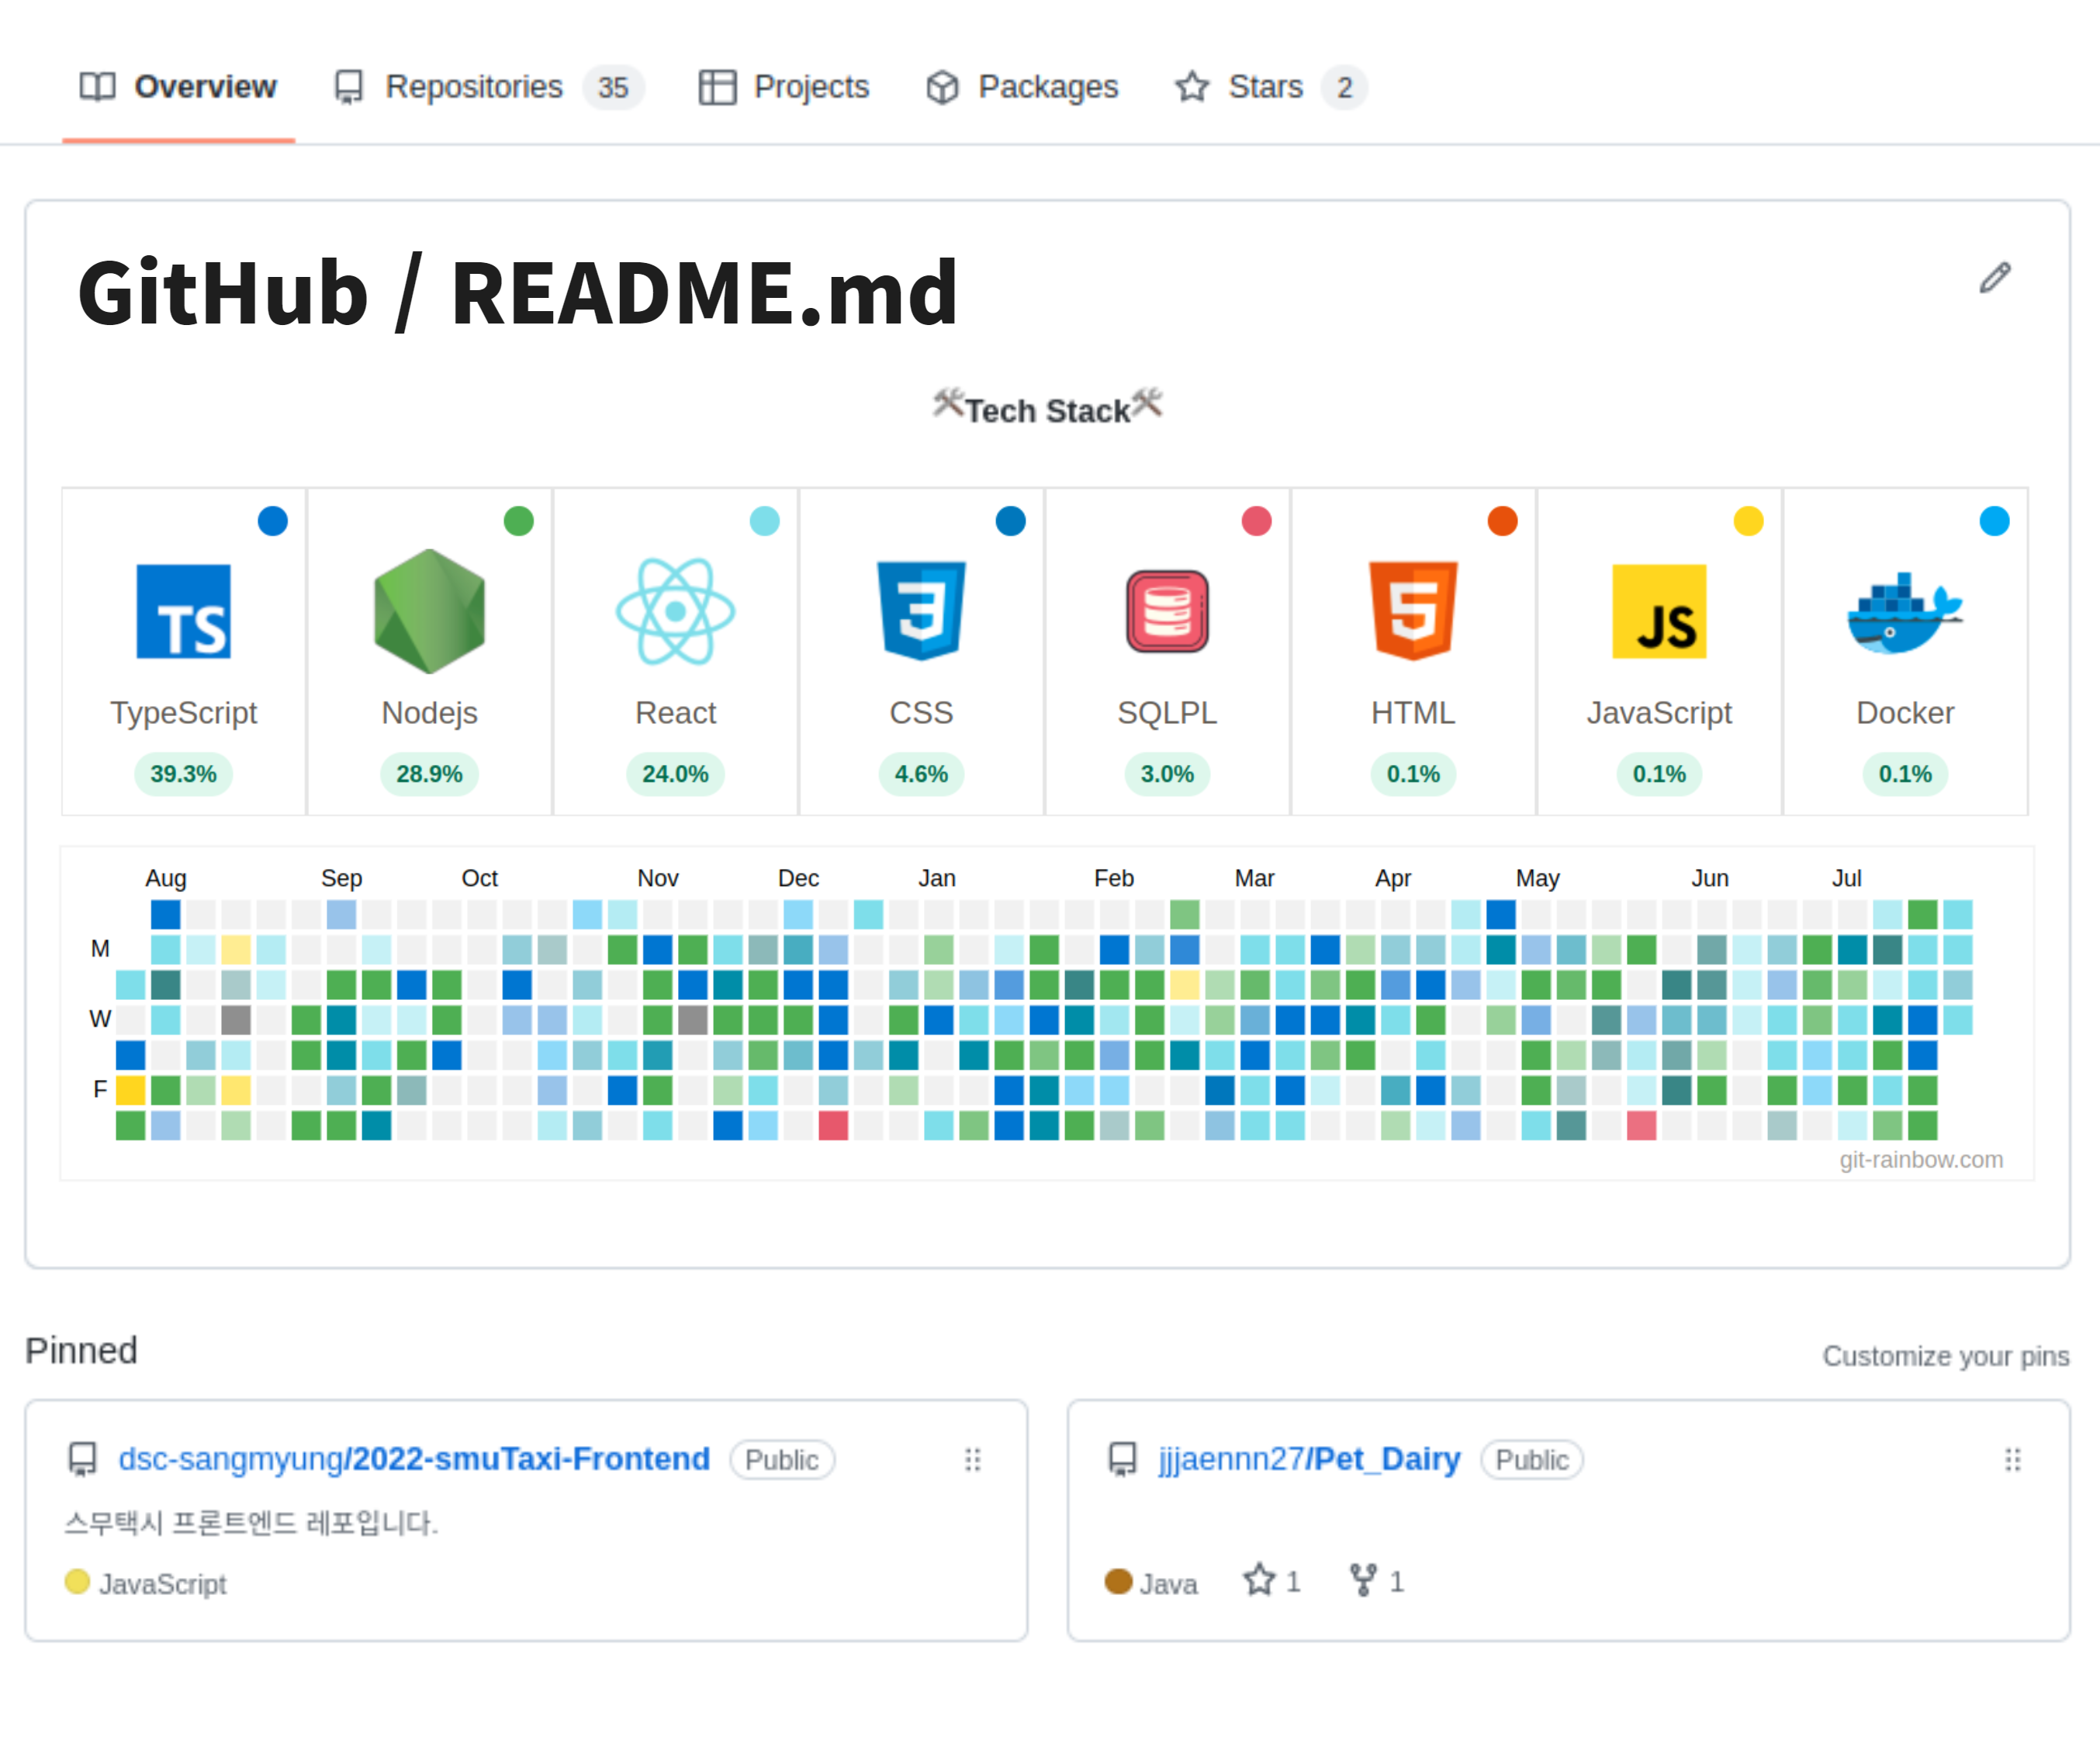 Overview Repositories 35 Projects Packages Stars 2
GitHub / README.md
🛠Tech Stack🛠
TS 3 5 JS
TypeScript Nodejs React CSS SQLPL HTML JavaScript Docker
39.3% 28.9% 24.0% 4.6% 3.0% 0.1% 0.1% 0.1%
Aug Sep Oct Nov Dec Jan Feb Mar Apr May Jun Jul
M
W
F
git-rainbow.com
Pinned Customize your pins
dsc-sangmyung/2022-smuTaxi-Frontend Public
스무택시 프론트엔드 레포입니다.
JavaScript
jjjaennn27/Pet_Dairy Public
Java 1 1